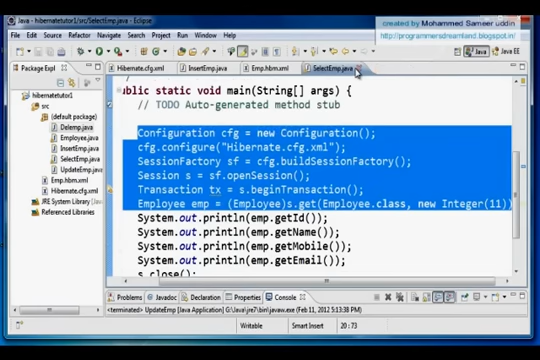 Java - hibernatetutor1/src/SelectEmp.java - Eclipse
created by Mohammed Sameer Uddin
http://programmersdreamland.blogspot.in/
File Edit Source Refactor Navigate Search Project Run Window Help
Java Java EE
Package Expl
Hibernate.cfg.xml InsertEmp.java Emp.hbm.xml SelectEmp.java
hibernatetutor1
src
(default package)
Delemp.java
Employee.java
InsertEmp.java
SelectEmp.java
UpdateEmp.java
Emp.hbm.xml
Hibernate.cfg.xml
JRE System Library [JavaSE
Referenced Libraries
ublic static void main(String[] args) {
// TODO Auto-generated method stub
Configuration cfg = new Configuration();
cfg.configure("Hibernate.cfg.xml");
SessionFactory sf = cfg.buildSessionFactory();
Session s = sf.openSession();
Transaction tx = s.beginTransaction();
Employee emp = (Employee)s.get(Employee.class, new Integer(11))
System.out.println(emp.getId());
System.out.println(emp.getName());
System.out.println(emp.getMobile());
System.out.println(emp.getEmail());
s.close();
Problems Javadoc Declaration Properties Console
<terminated> UpdateEmp [Java Application] G:\Java\jre7\bin\javaw.exe (Feb 11, 2012 5:13:38 PM)
Writable Smart Insert 20 : 73